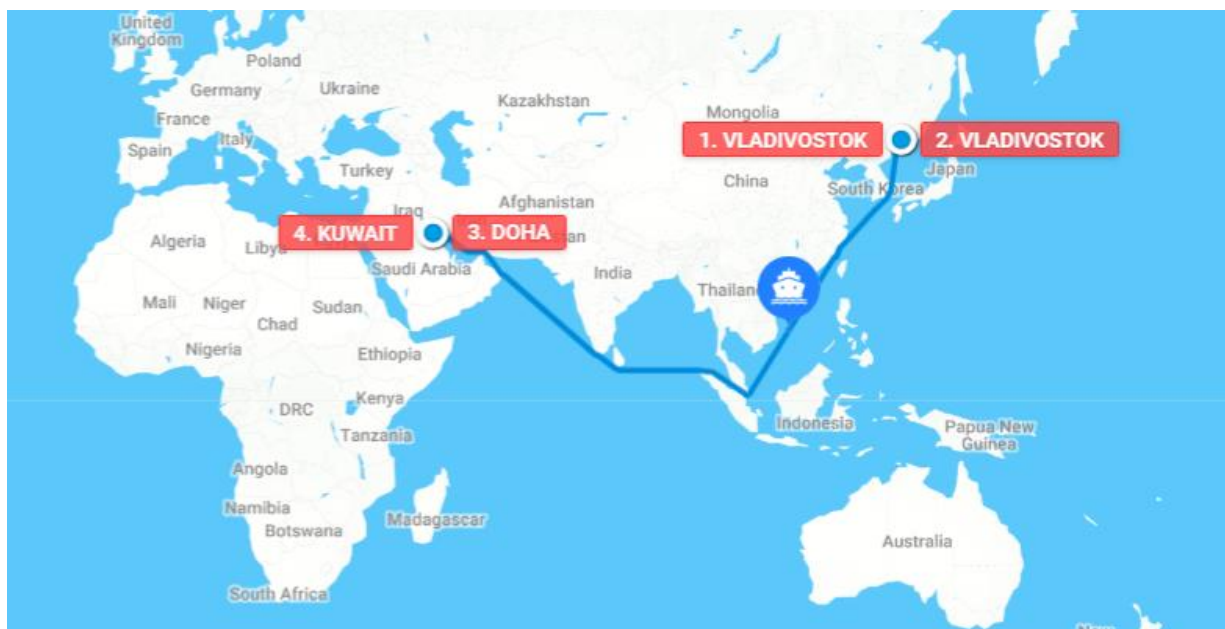 United
Kingdom
Poland
Germany
Ukraine
France
Kazakhstan
Mongolia
Italy
Spain
1. VLADIVOSTOK
2. VLADIVOSTOK
Turkey
Japan
China
South Korea
Afghanistan
Iraq
4. KUWAIT
3. DOHA
Algeria
Libya
Saudi Arabia
India
Thailand
Mali
Niger
Sudan
Chad
Nigeria
Ethiopia
Kenya
DRC
Indonesia
Papua New
Guinea
Tanzania
Angola
Namibia
Botswana
Madagascar
Australia
South Africa